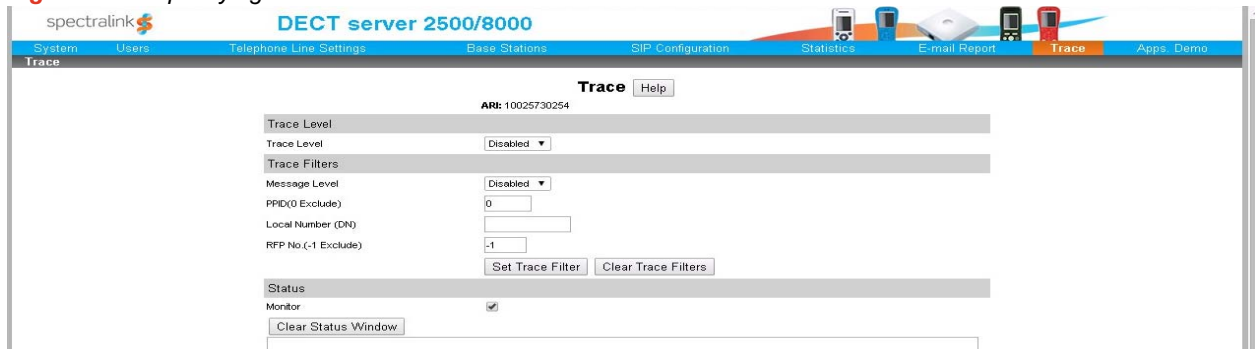 spectralink
DECT server 2500/8000
System Users Telephone Line Settings Base Stations SIP Configuration Statistics E-mail Report Trace Apps. Demo
Trace
Trace Help
ARI: 10025730254
Trace Level
Trace Level Disabled
Trace Filters
Message Level Disabled
PPID(0 Exclude) 0
Local Number (DN)
RFP No.(-1 Exclude) -1
Set Trace Filter Clear Trace Filters
Status
Monitor
Clear Status Window